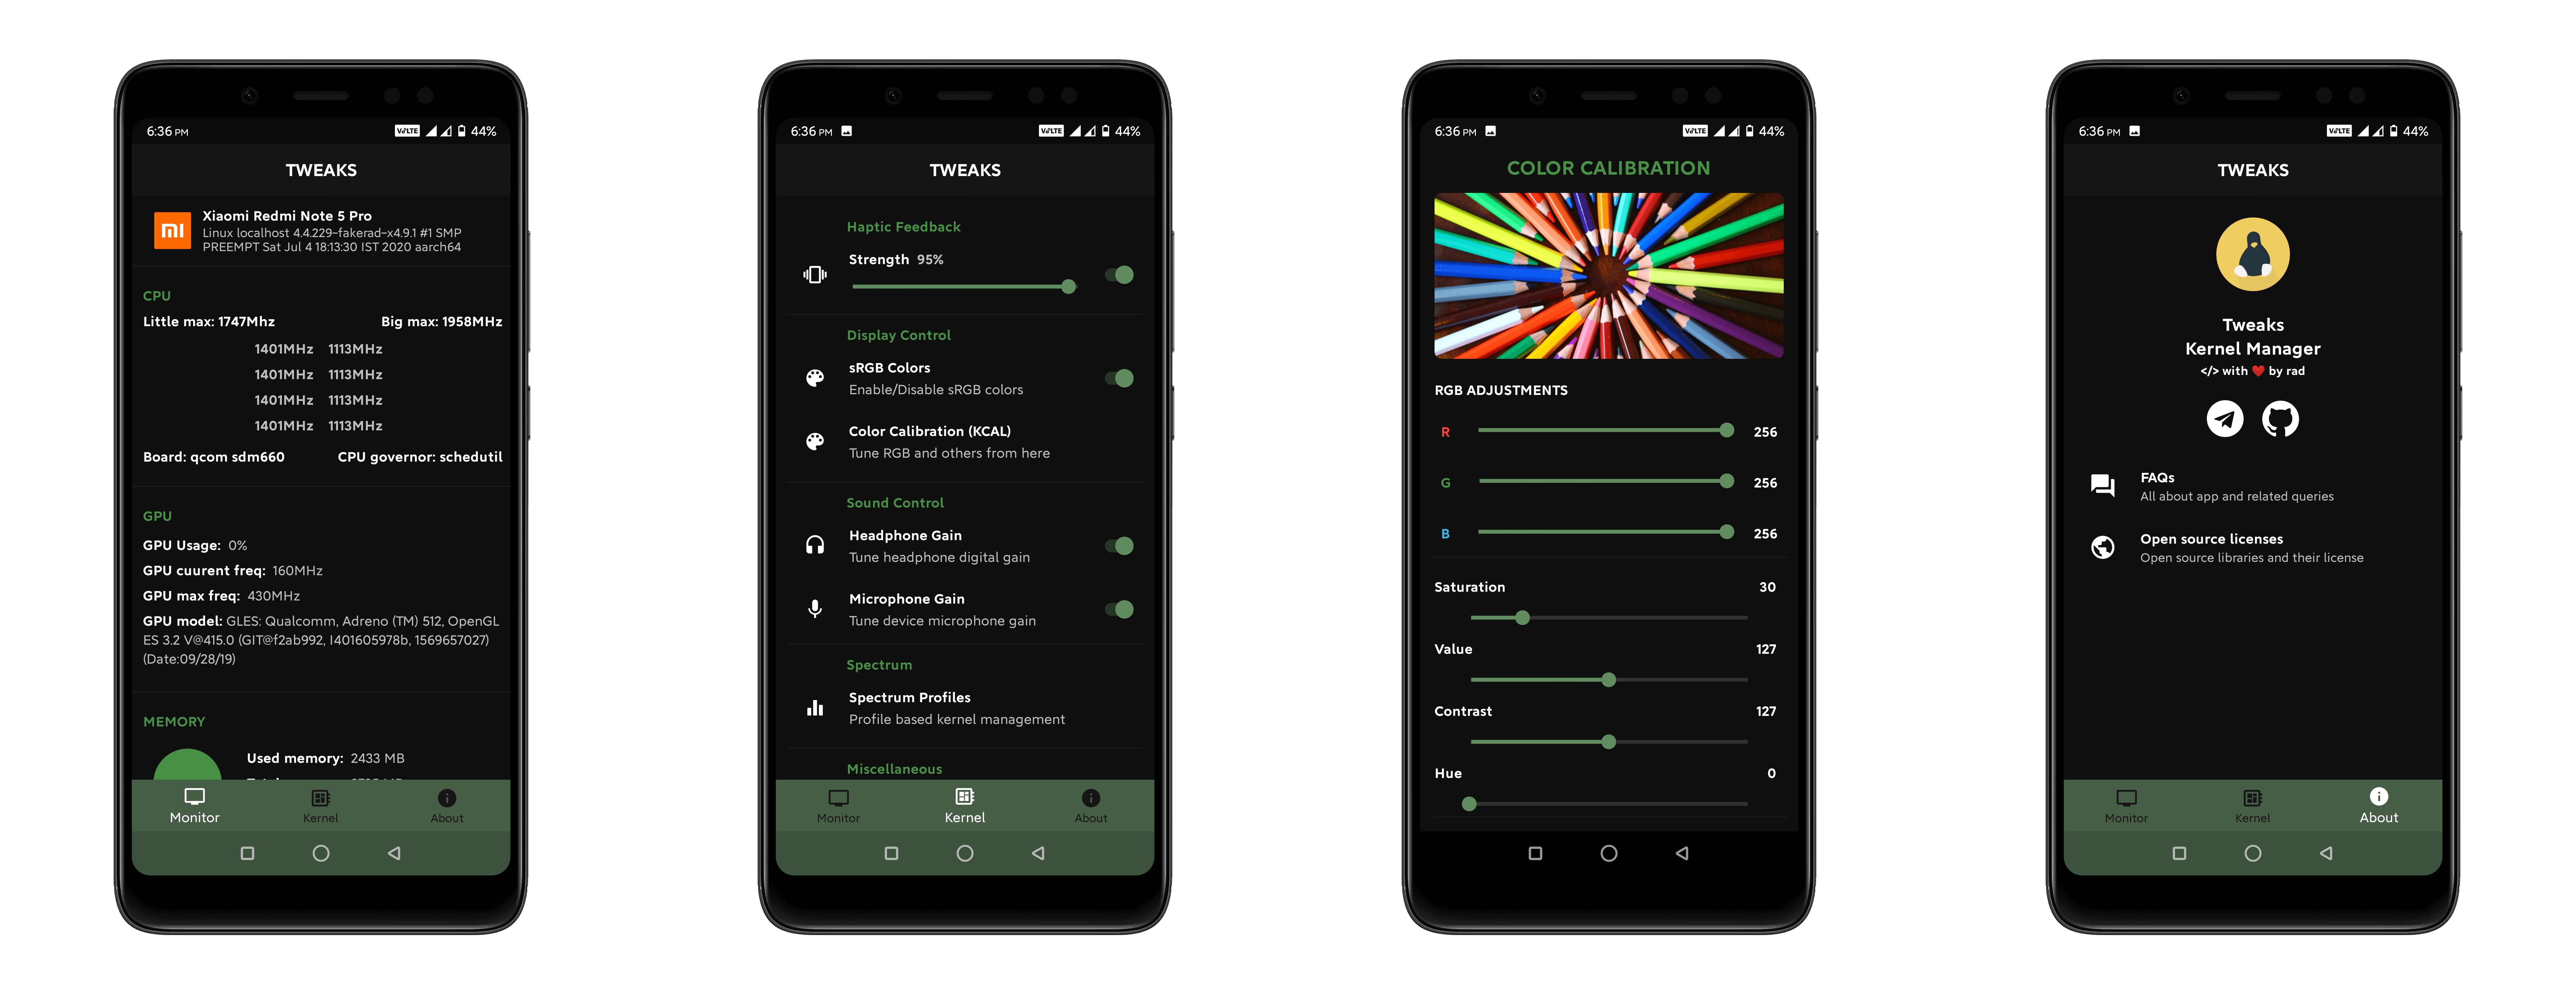 6:36 PM VoLTE 44%
TWEAKS
Xiaomi Redmi Note 5 Pro
Linux localhost 4.4.229-fakerad-x4.9.1 #1 SMP
PREEMPT Sat Jul 4 18:13:30 IST 2020 aarch64
CPU
Little max: 1747Mhz Big max: 1958MHz
1401MHz 1113MHz
1401MHz 1113MHz
1401MHz 1113MHz
1401MHz 1113MHz
Board: qcom sdm660 CPU governor: schedutil
GPU
GPU Usage: 0%
GPU cuurent freq: 160MHz
GPU max freq: 430MHz
GPU model: GLES: Qualcomm, Adreno (TM) 512, OpenGL
ES 3.2 V@415.0 (GIT@f2ab992, I401605978b, 1569657027)
(Date:09/28/19)
MEMORY
Used memory: 2433 MB
Monitor Kernel About
6:36 PM VoLTE 44%
TWEAKS
Haptic Feedback
Strength 95%
Display Control
sRGB Colors
Enable/Disable sRGB colors
Color Calibration (KCAL)
Tune RGB and others from here
Sound Control
Headphone Gain
Tune headphone digital gain
Microphone Gain
Tune device microphone gain
Spectrum
Spectrum Profiles
Profile based kernel management
Miscellaneous
Monitor Kernel About
6:36 PM VoLTE 44%
COLOR CALIBRATION
RGB ADJUSTMENTS
R 256
G 256
B 256
Saturation 30
Value 127
Contrast 127
Hue 0
6:36 PM VoLTE 44%
TWEAKS
Tweaks
Kernel Manager
</> with ❤ by rad
FAQs
All about app and related queries
Open source licenses
Open source libraries and their license
Monitor Kernel About